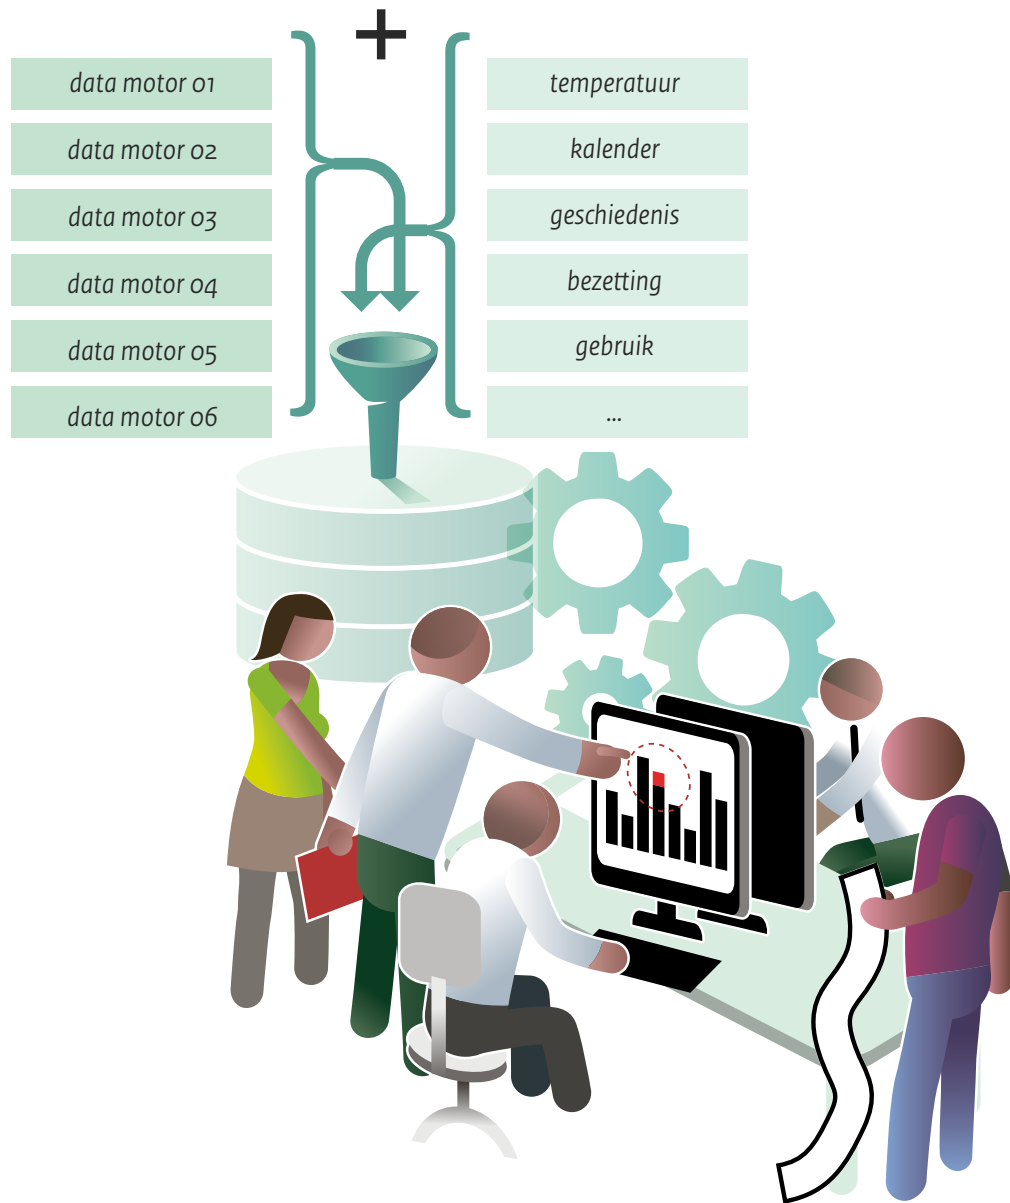 +
data motor 01
data motor 02
data motor 03
data motor 04
data motor 05
data motor 06
temperatuur
kalender
geschiedenis
bezetting
gebruik
...